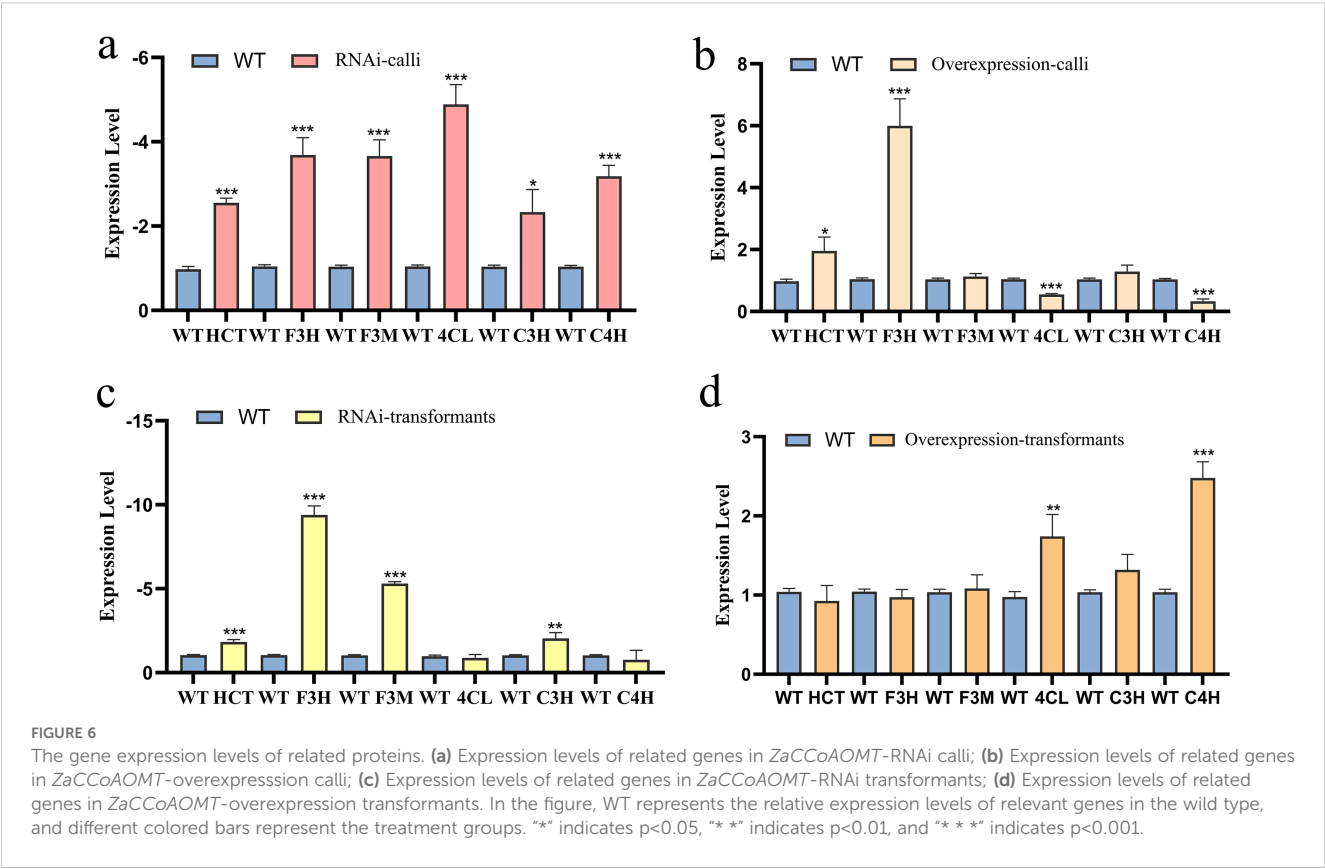 a
WT RNAi-calli
-6
-4
-2
0
Expression Level
*** *** *** *** * ***
WT HCT WT F3H WT F3M WT 4CL WT C3H WT C4H
b
WT Overexpression-calli
8
6
4
2
0
Expression Level
* *** *** ***
WT HCT WT F3H WT F3M WT 4CL WT C3H WT C4H
c
WT RNAi-transformants
-15
-10
-5
0
Expression Level
*** *** *** **
WT HCT WT F3H WT F3M WT 4CL WT C3H WT C4H
d
WT Overexpression-transformants
3
2
1
0
Expression Level
** ***
WT HCT WT F3H WT F3M WT 4CL WT C3H WT C4H
FIGURE 6
The gene expression levels of related proteins. (a) Expression levels of related genes in ZaCCoAOMT-RNAi calli; (b) Expression levels of related genes
in ZaCCoAOMT-overexpresssion calli; (c) Expression levels of related genes in ZaCCoAOMT-RNAi transformants; (d) Expression levels of related
genes in ZaCCoAOMT-overexpression transformants. In the figure, WT represents the relative expression levels of relevant genes in the wild type,
and different colored bars represent the treatment groups. “*” indicates p<0.05, “* *” indicates p<0.01, and “* * *” indicates p<0.001.